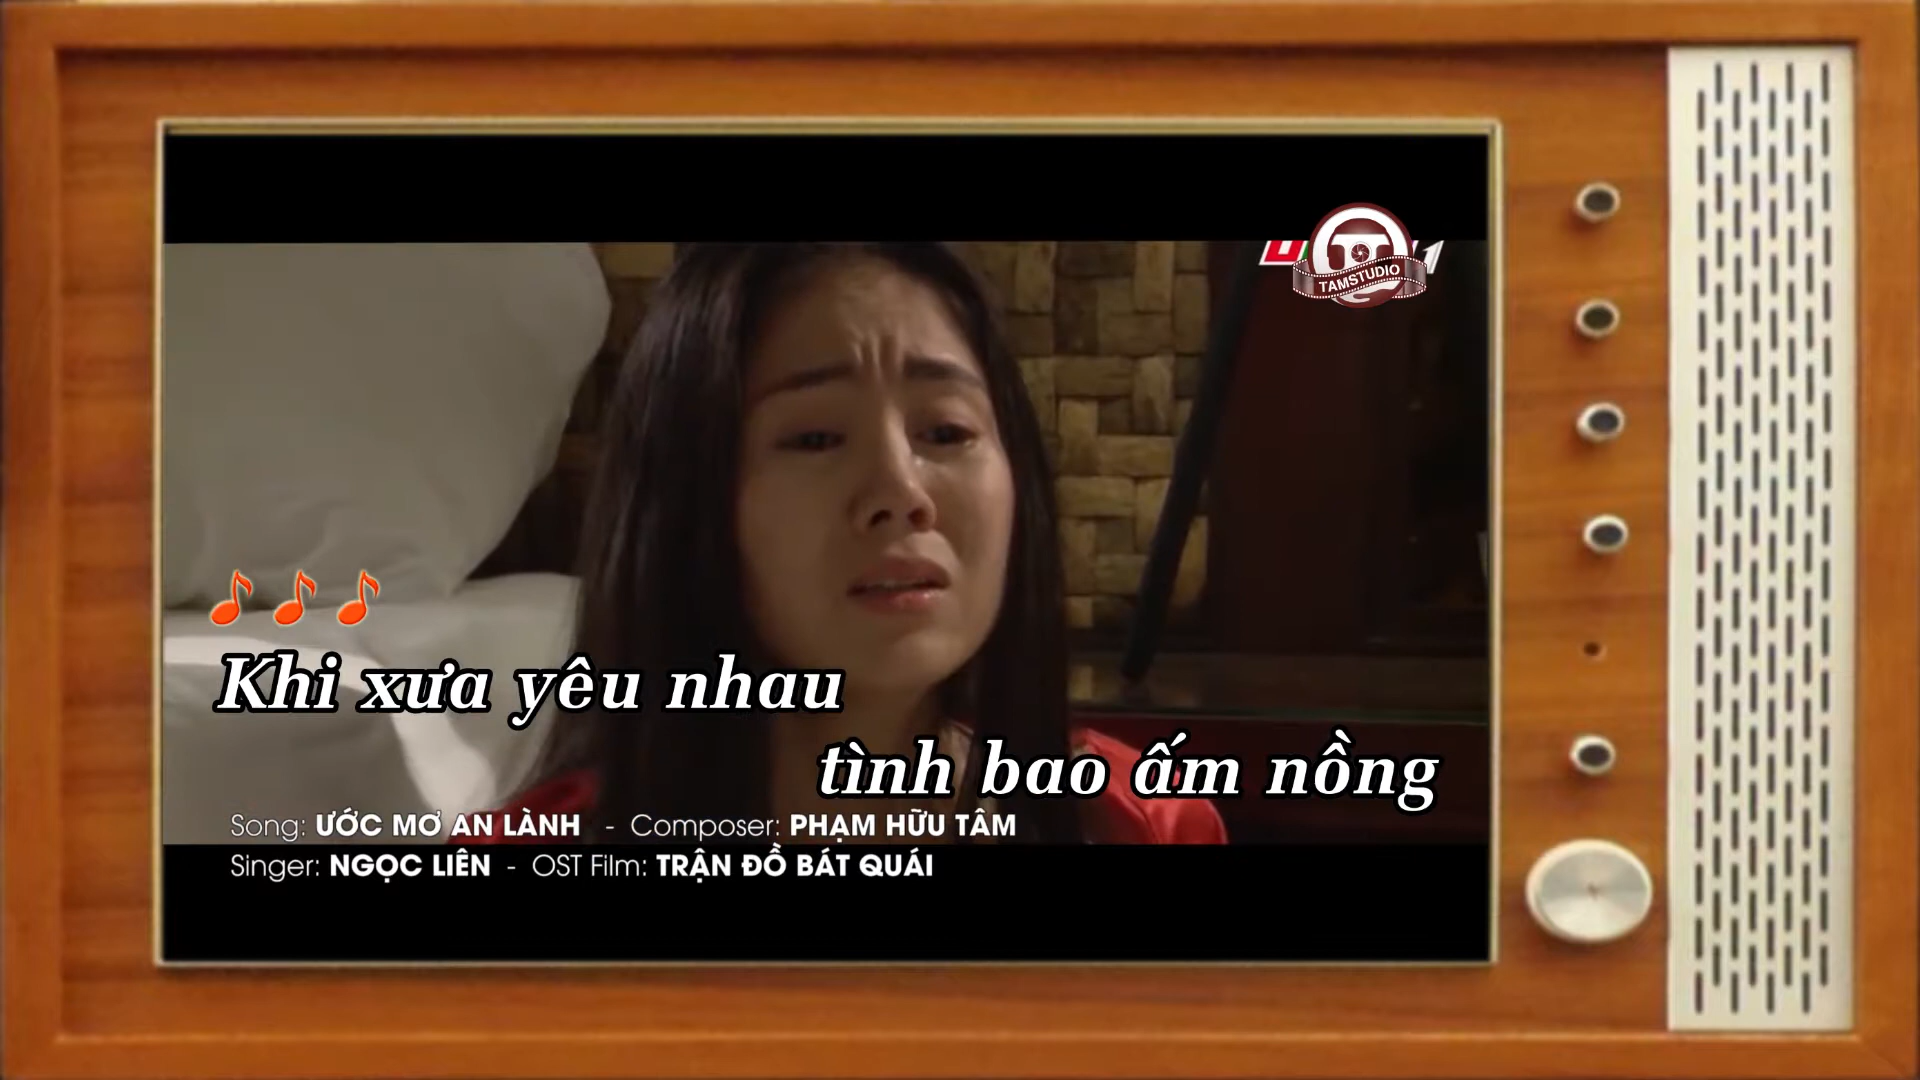 TAMSTUDIO
Khi xưa yêu nhau
tình bao ấm nồng
Song: ƯỚC MƠ AN LÀNH - Composer: PHẠM HỮU TÂM
Singer: NGỌC LIÊN - OST Film: TRẬN ĐỒ BÁT QUÁI